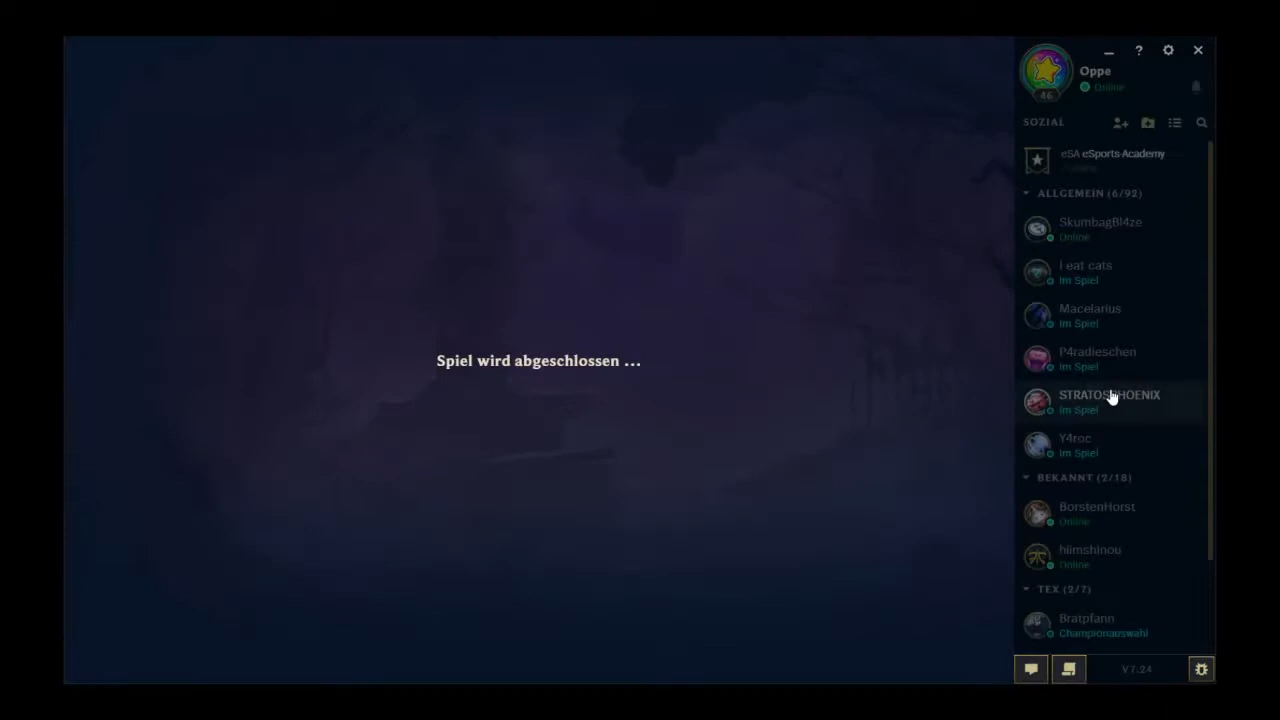 Oppe
46
Online
SOZIAL
eSA eSports Academy
ALLGEMEIN (6/92)
SkumbagBl4ze
Online
i eat cats
Im Spiel
Macelarius
Im Spiel
P4radieschen
Im Spiel
Spiel wird abgeschlossen ...
STRATOSPHOENIX
Im Spiel
Y4roc
Im Spiel
BEKANNT (2/18)
BorstenHorst
Online
hiimshinou
Online
TEX (2/7)
Bratpfann
Championauswahl
V7.24